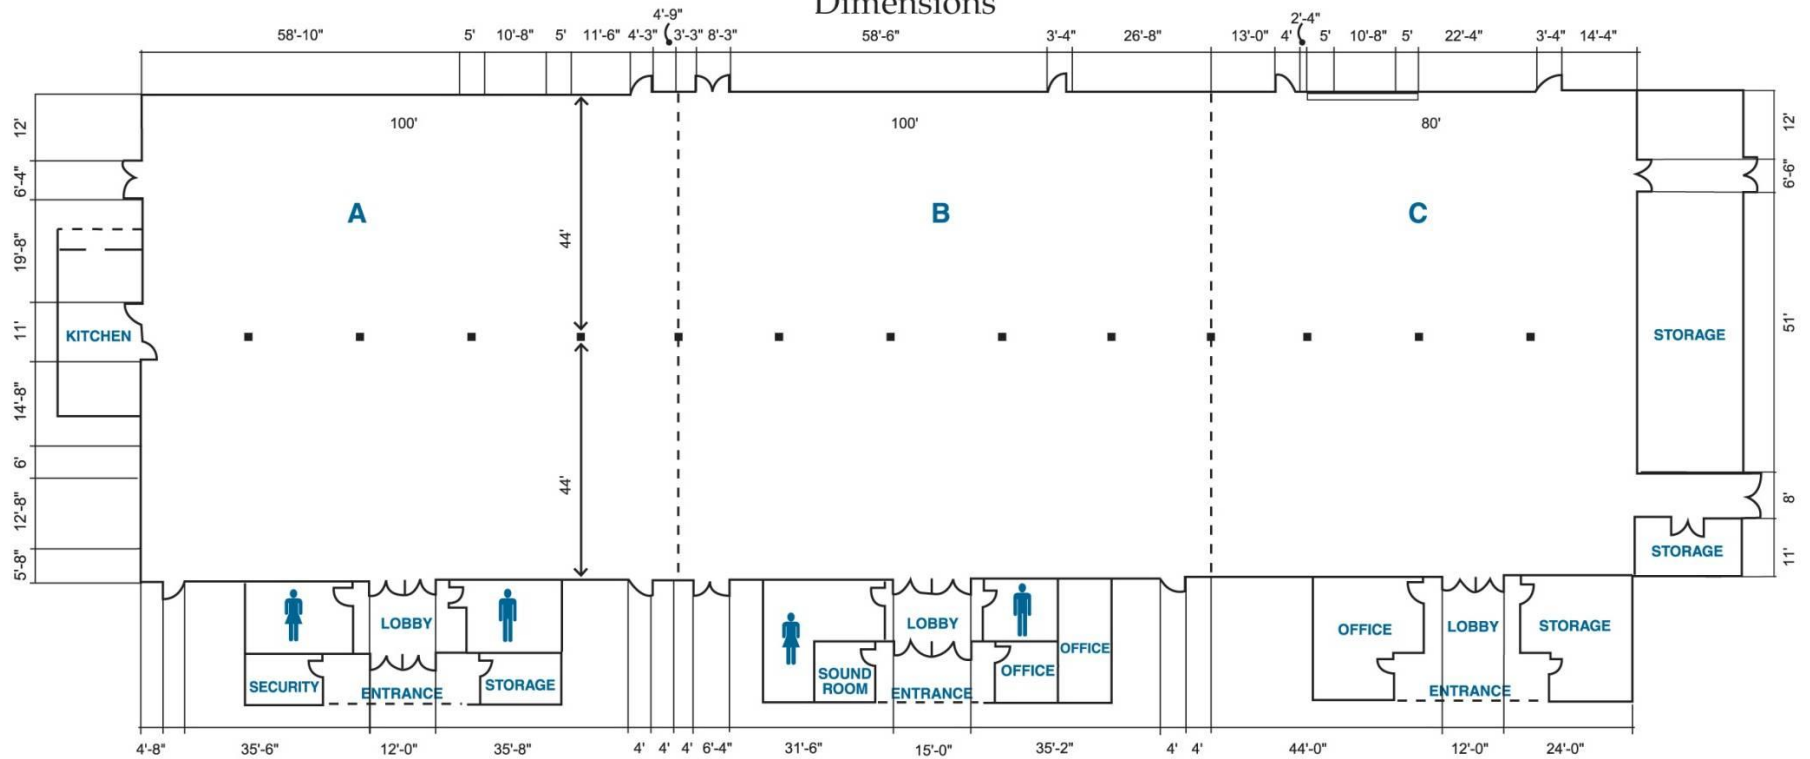 Dimensions
4'-9"
2'-4"
58'-10" 5' 10'-8" 5' 11'-6" 4'-3" 3'-3" 8'-3" 58'-6" 3'-4" 26'-8" 13'-0" 4' 5' 10'-8" 5' 22'-4" 3'-4" 14'-4"
100' 100' 80'
12' 12'
6'-4" 6'-6"
A B C
19'-8" 44'
11' KITCHEN STORAGE 51'
14'-8"
6' 44'
12'-8" 8'
5'-8" STORAGE 11'
LOBBY LOBBY OFFICE LOBBY STORAGE
OFFICE
SECURITY STORAGE SOUND OFFICE
ROOM
ENTRANCE ENTRANCE ENTRANCE
4'-8" 35'-6" 12'-0" 35'-8" 4' 4' 4' 6'-4" 31'-6" 15'-0" 35'-2" 4' 4' 44'-0" 12'-0" 24'-0"